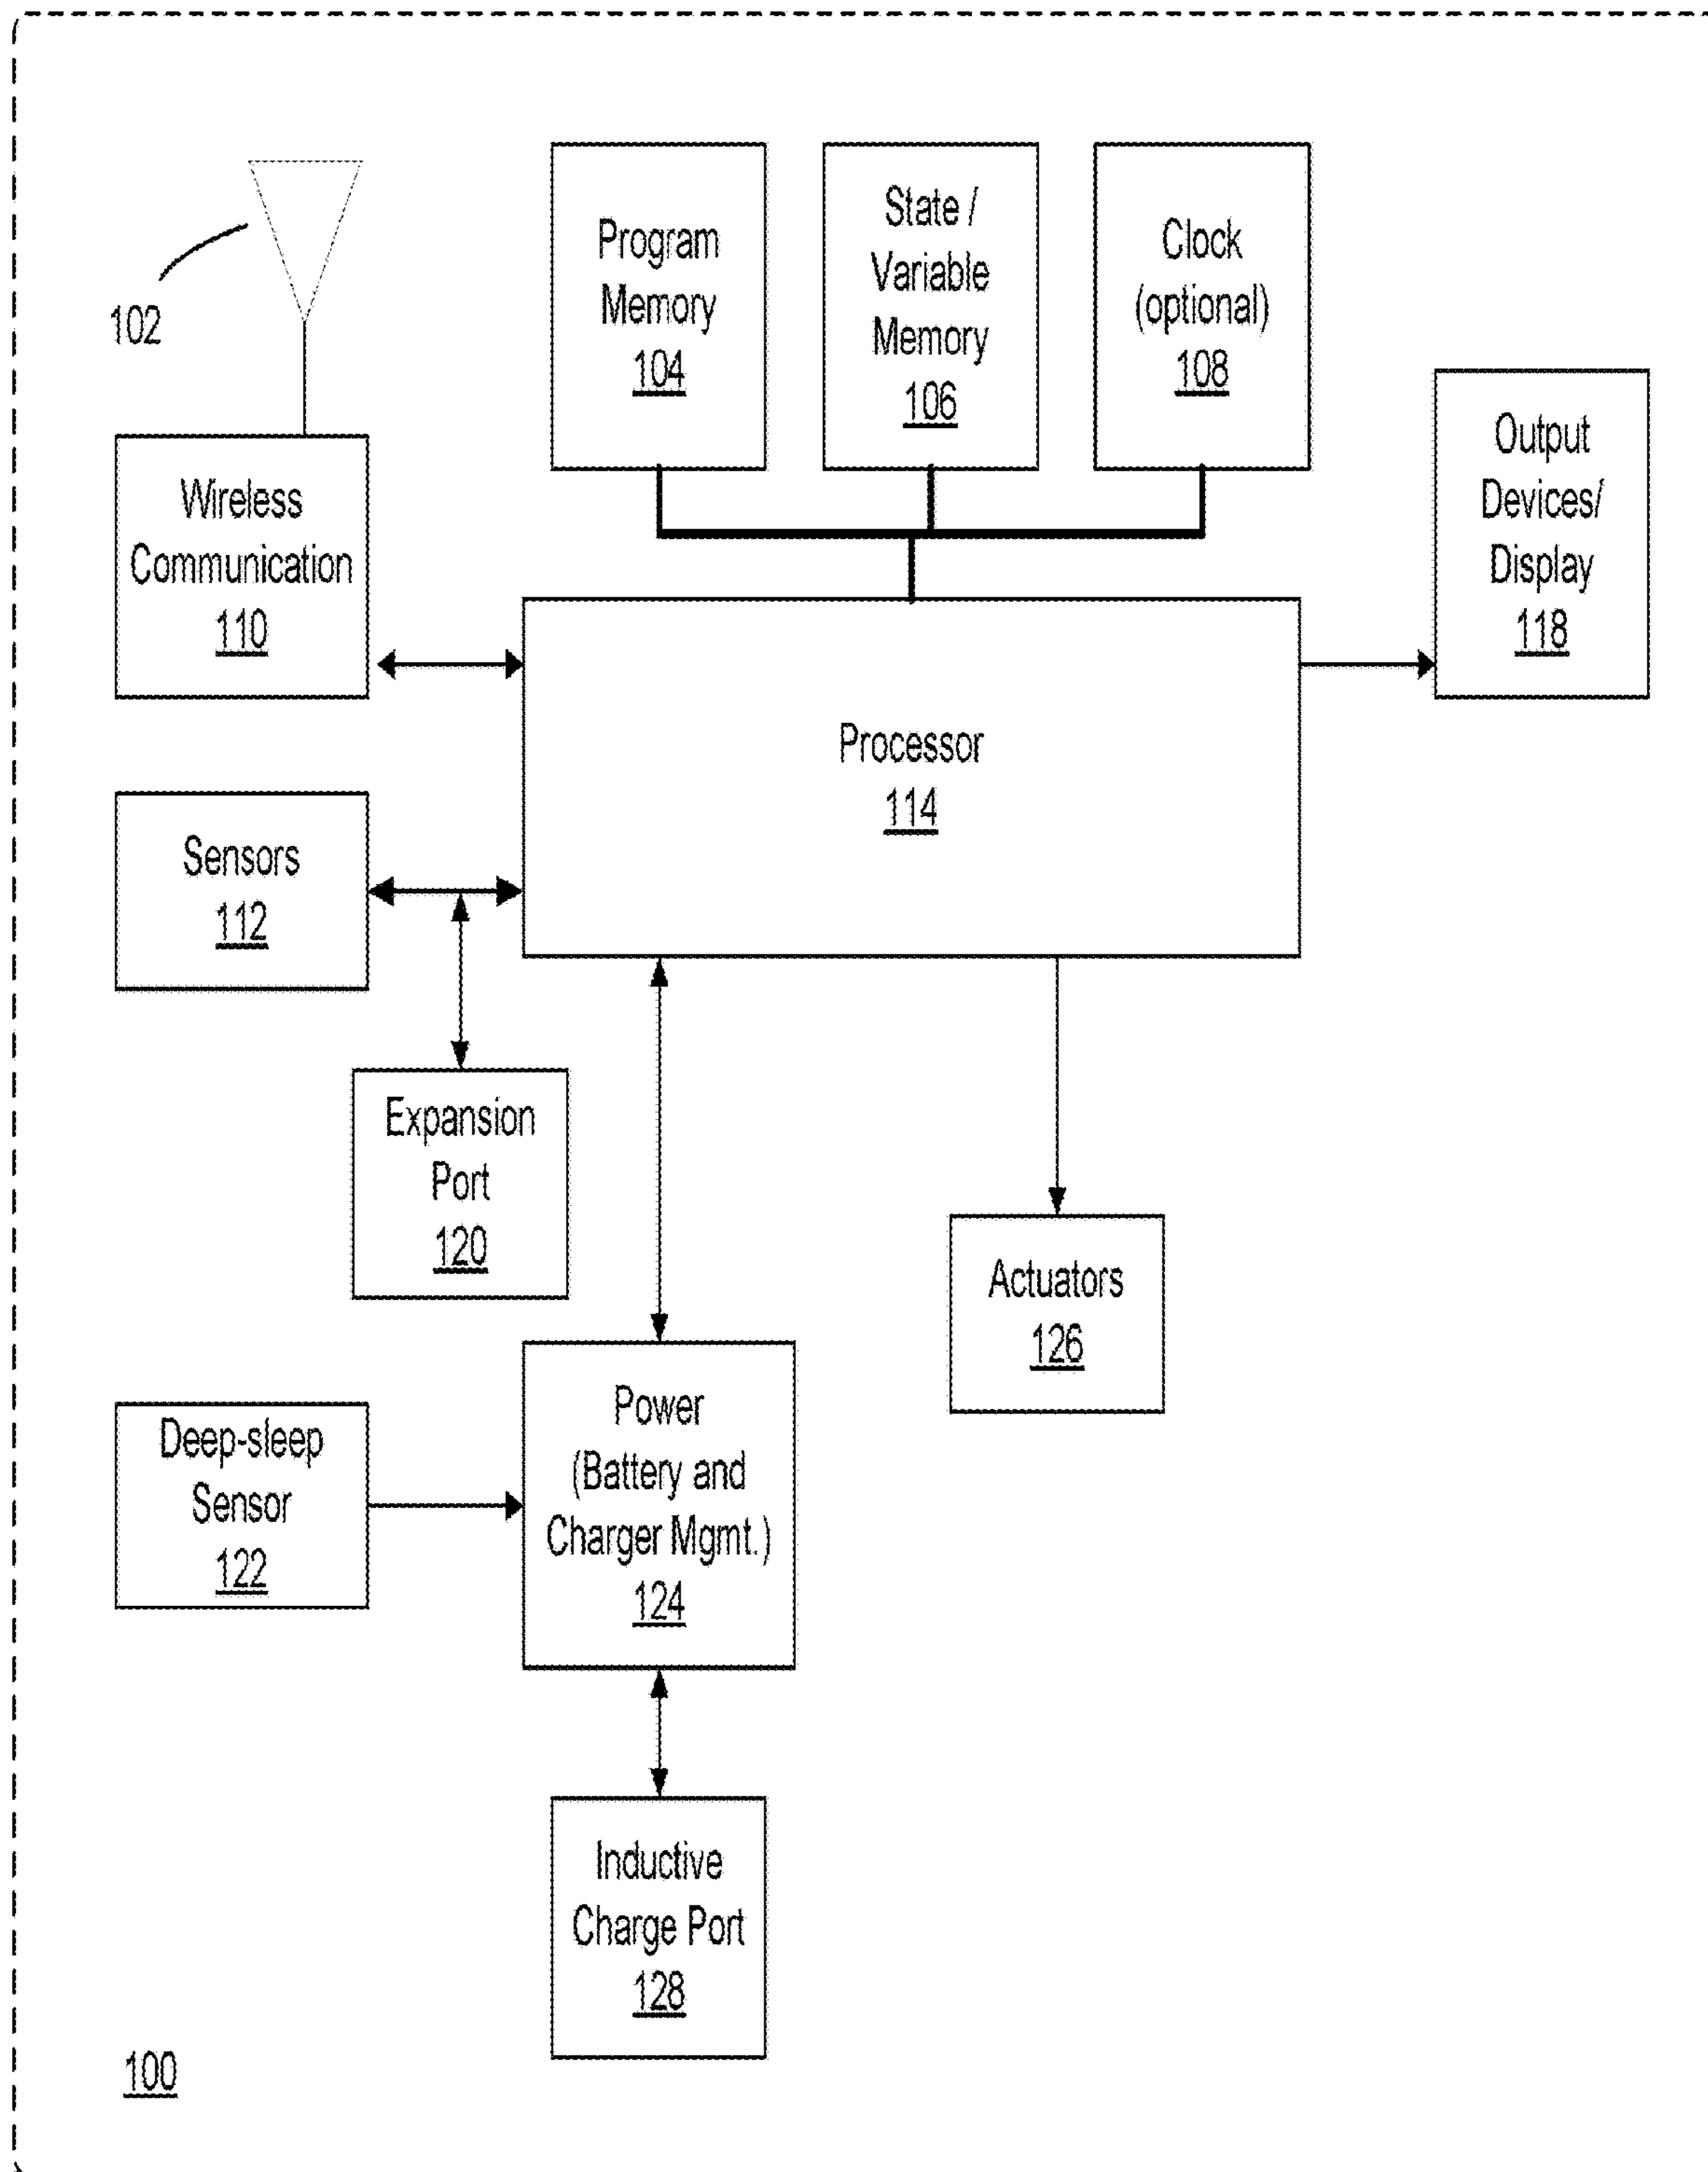 102
Program
Memory
104
State /
Variable
Memory
106
Clock
(optional)
108
Wireless
Communication
110
Output
Devices/
Display
118
Processor
114
Sensors
112
Expansion
Port
120
Actuators
126
Deep-sleep
Sensor
122
Power
(Battery and
Charger Mgmt.)
124
Inductive
Charge Port
128
100